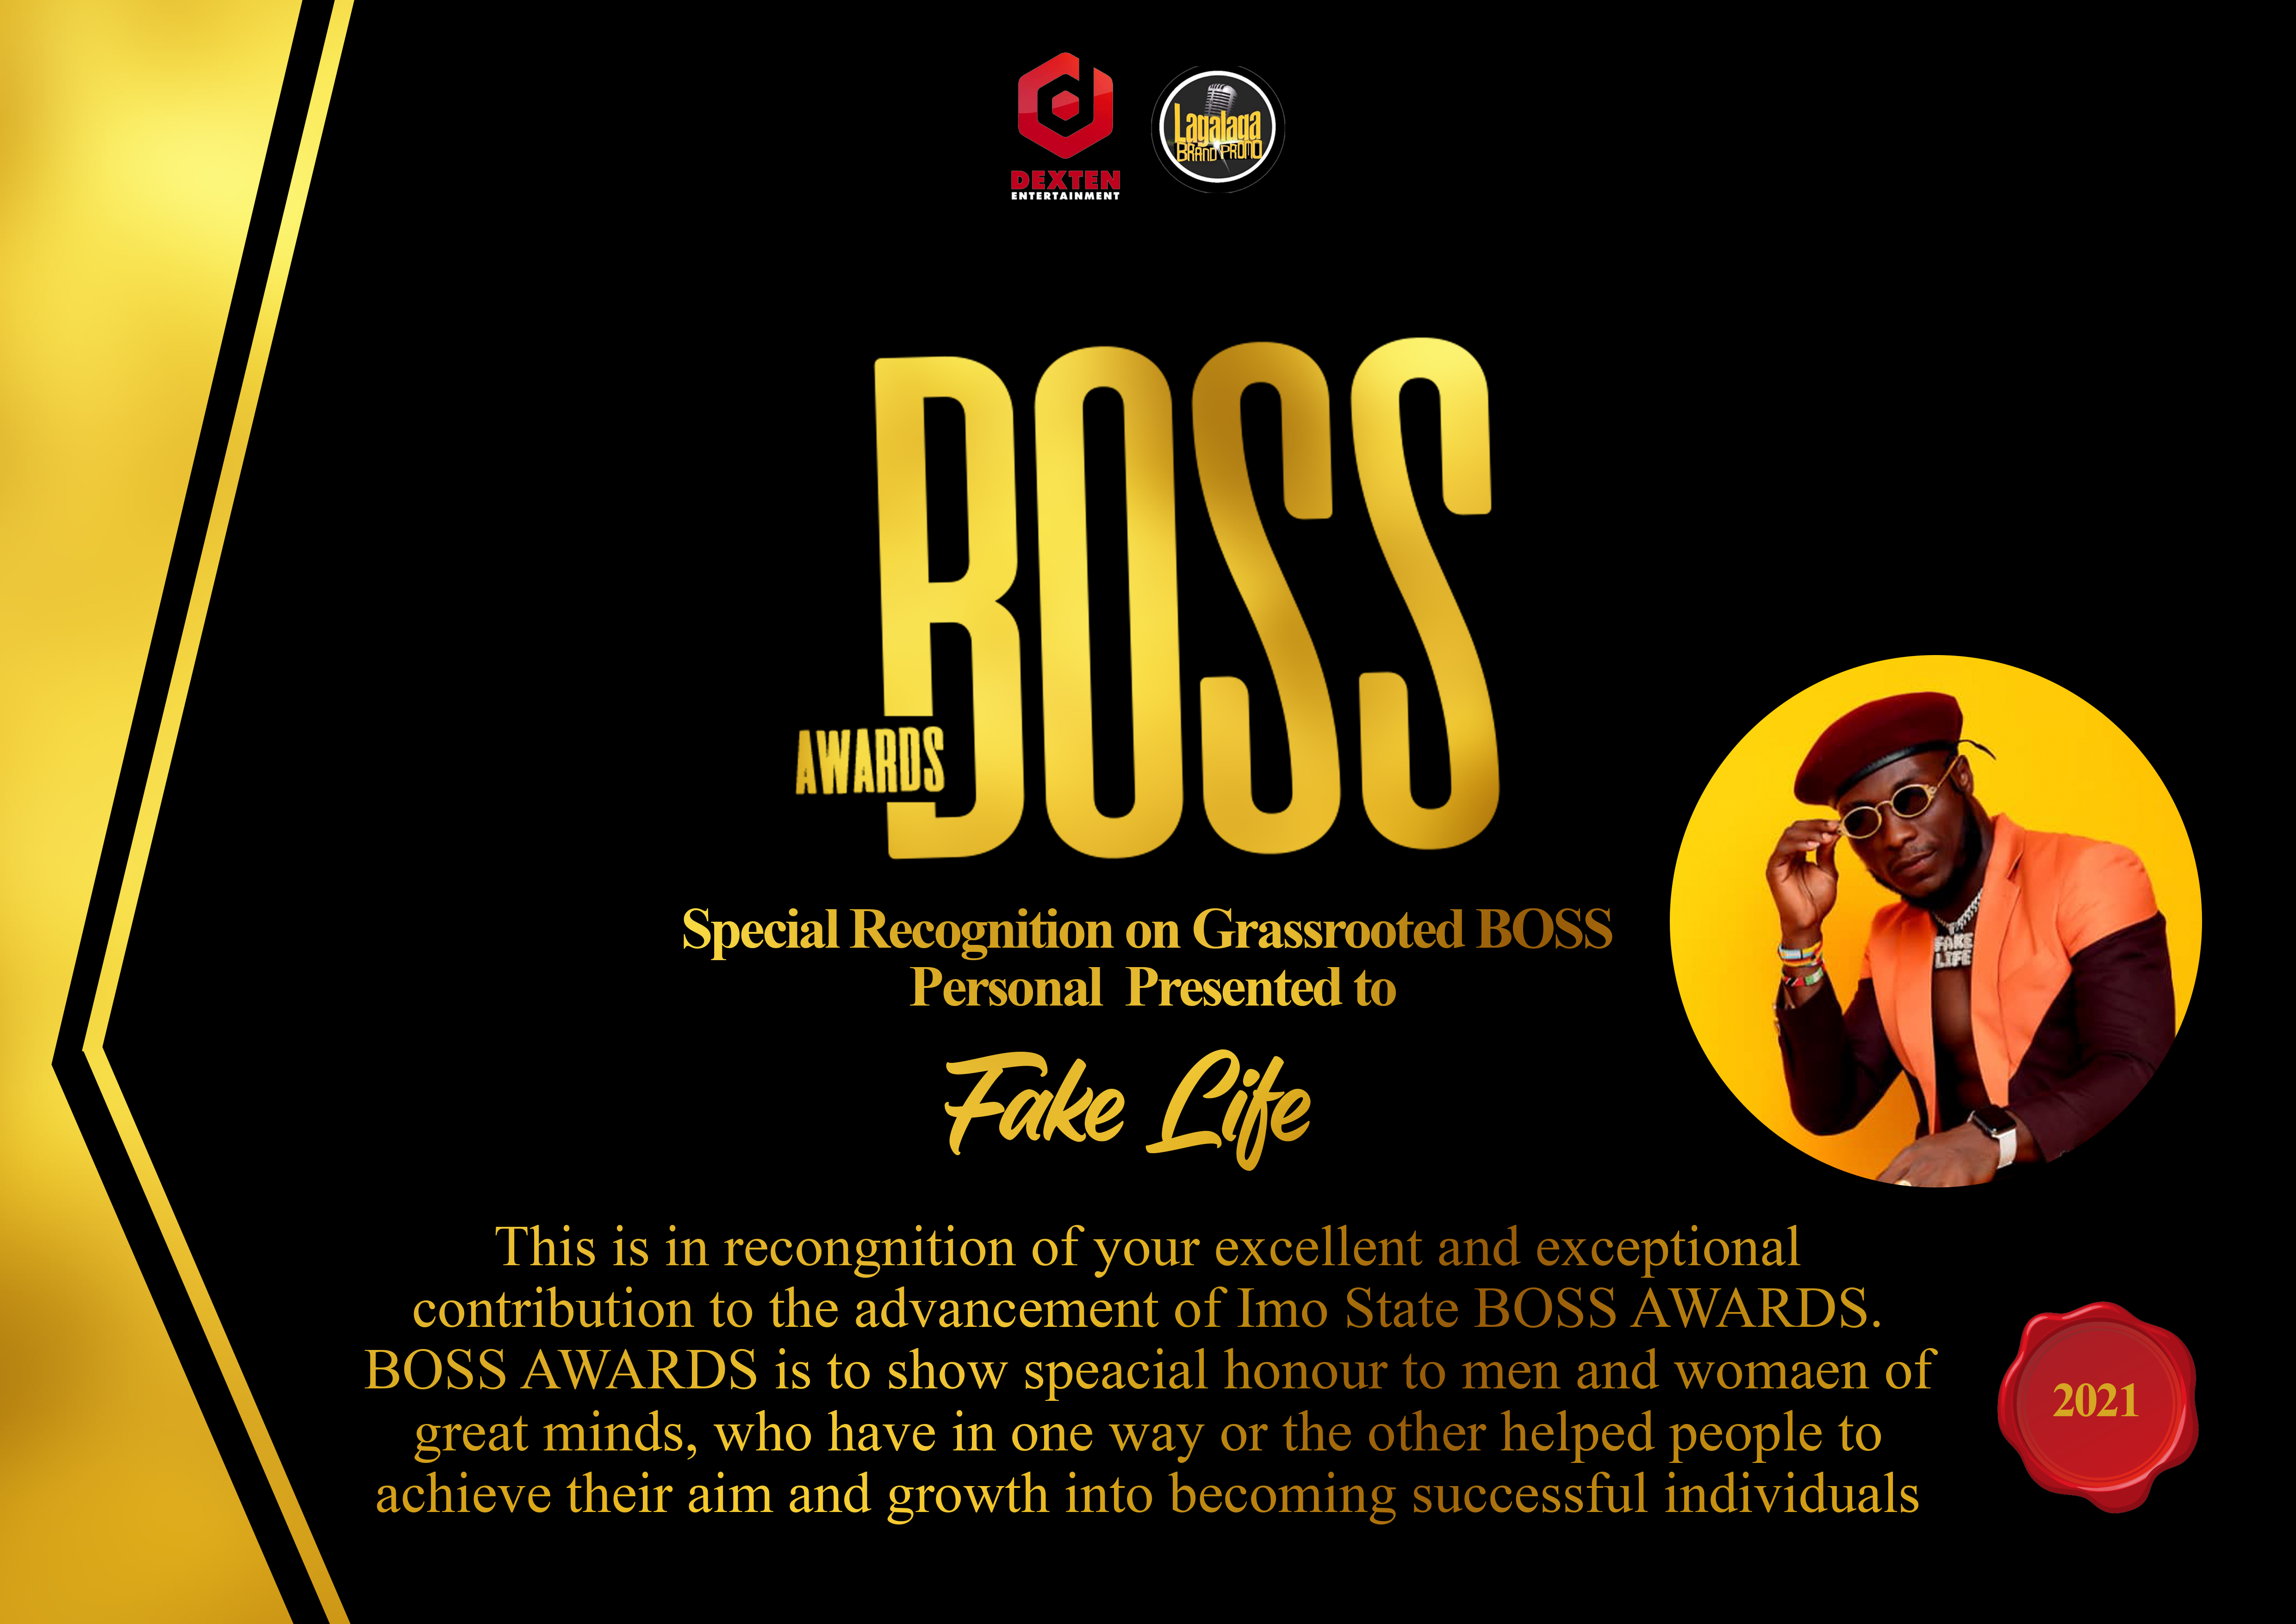 DEXTEN
ENTERTAINMENT
Lagalaga
BRAND PROMO
BOSS
AWARDS
Special Recognition on Grassrooted BOSS
Personal Presented to
Fake Life
FAKE
LIFE
This is in recongnition of your excellent and exceptional
contribution to the advancement of Imo State BOSS AWARDS.
BOSS AWARDS is to show speacial honour to men and womaen of
great minds, who have in one way or the other helped people to
achieve their aim and growth into becoming successful individuals
2021